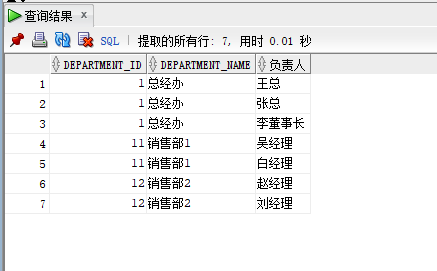 查询结果 x
SQL | 提取的所有行: 7, 用时 0.01 秒
DEPARTMENT_ID DEPARTMENT_NAME 负责人
1 1 总经办 王总
2 1 总经办 张总
3 1 总经办 李董事长
4 11 销售部1 吴经理
5 11 销售部1 白经理
6 12 销售部2 赵经理
7 12 销售部2 刘经理